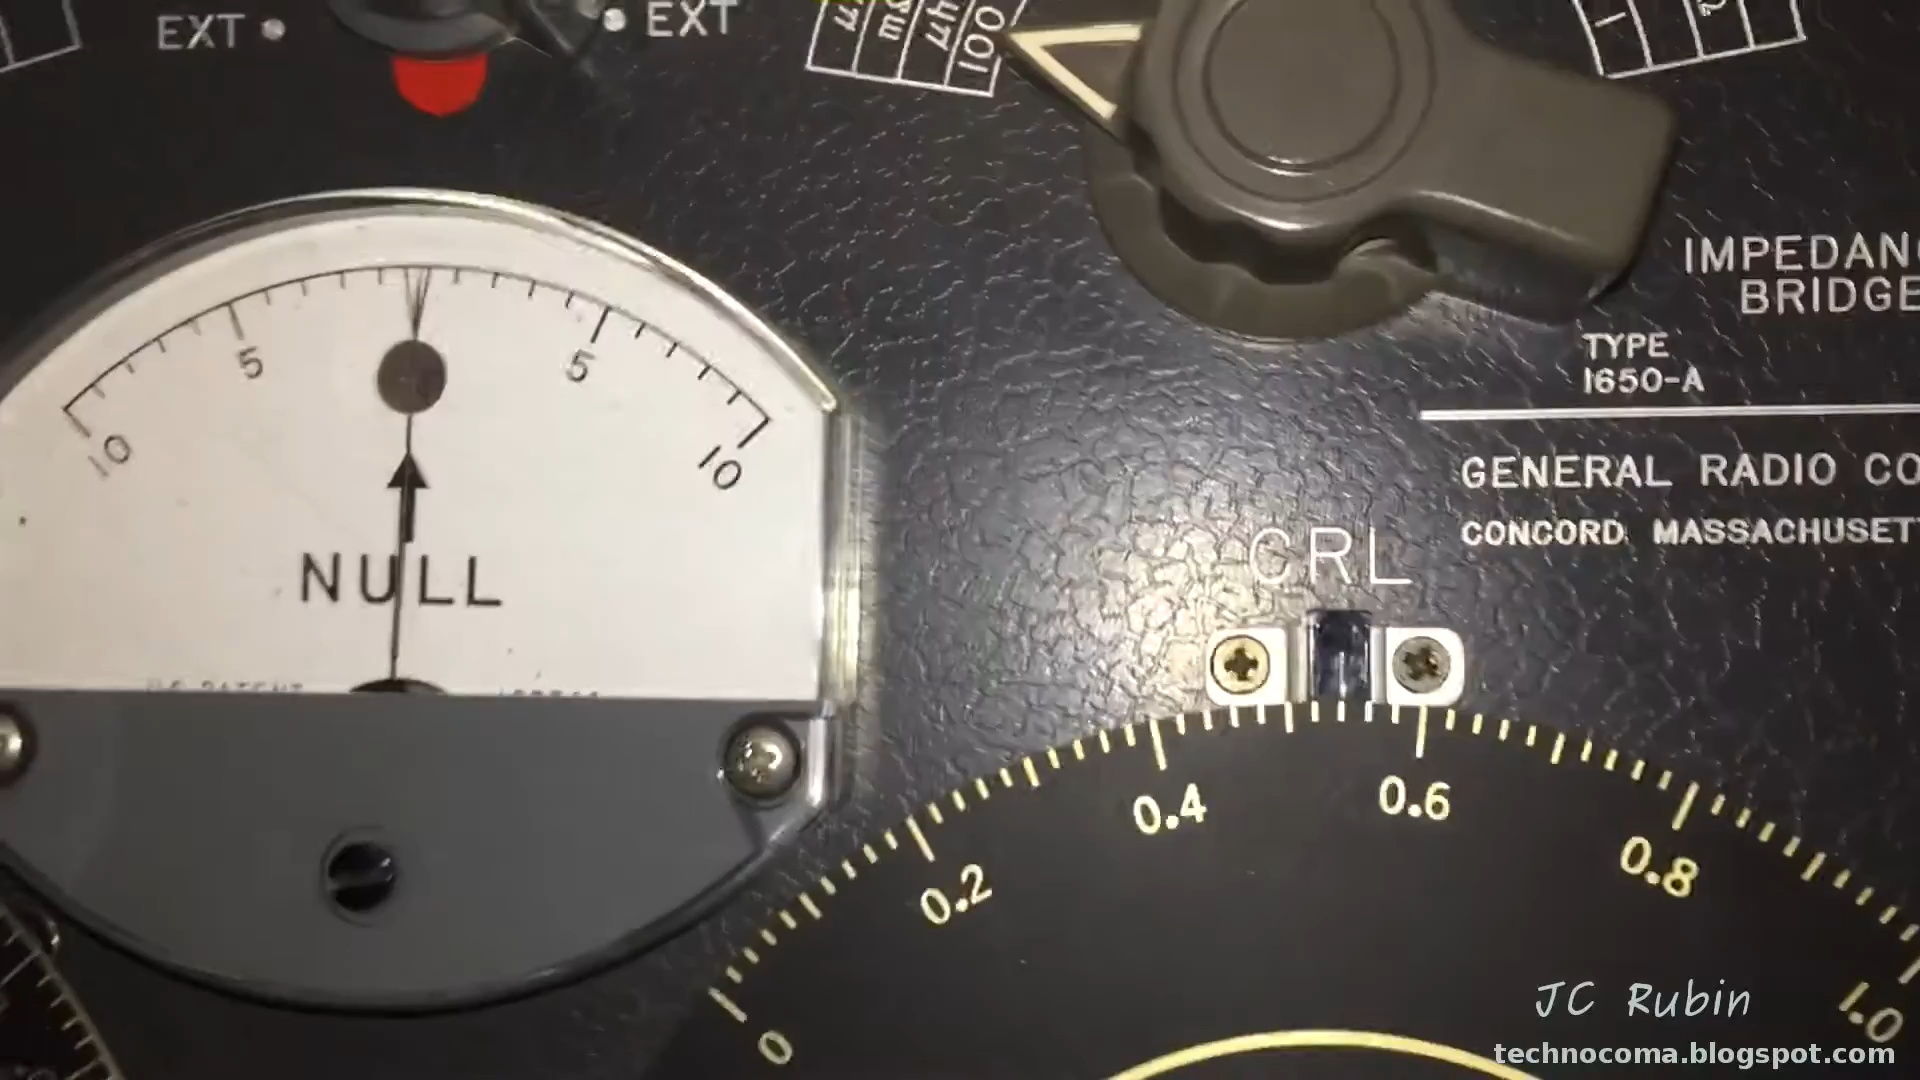 EXT
EXT
100
5
5
10
10
NULL
IMPEDANC
BRIDGE
TYPE
1650-A
GENERAL RADIO CO
CONCORD MASSACHUSETT
CRL
0
0.2
0.4
0.6
0.8
1.0
JC Rubin
technocoma.blogspot.com